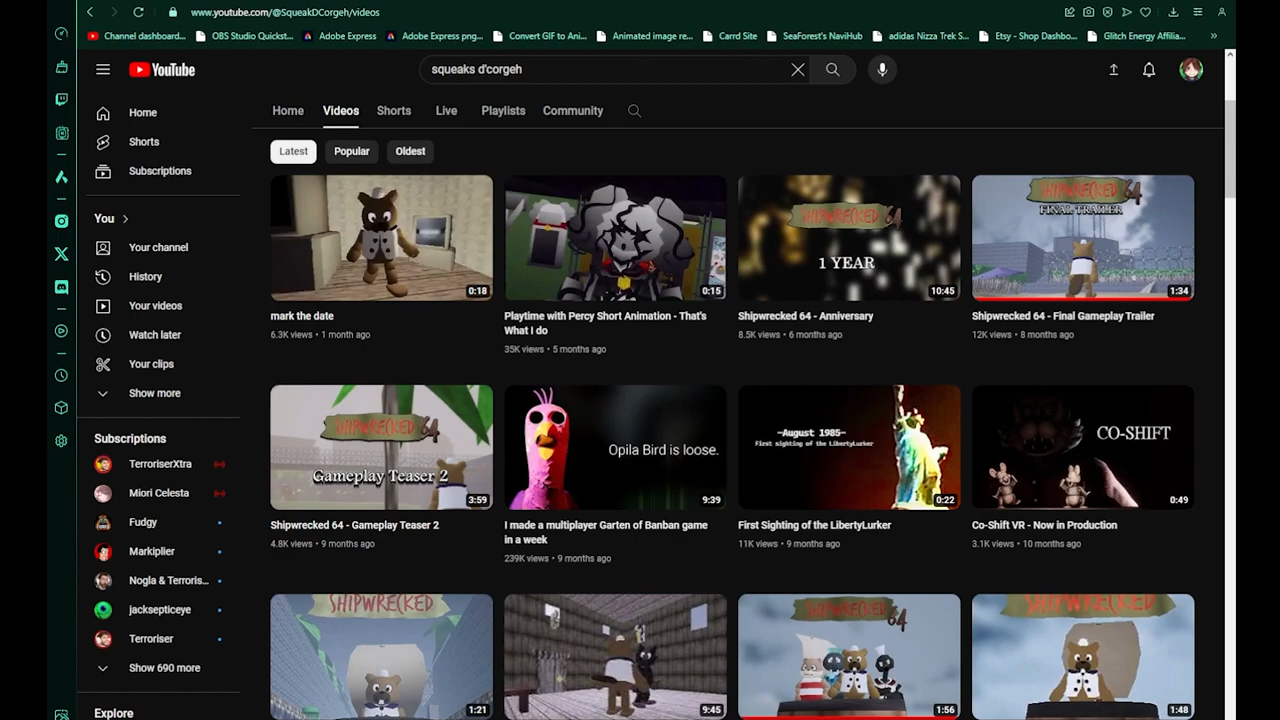 www.youtube.com/@SqueakDCorgeh/videos
Channel dashboard... OBS Studio Quickst... Adobe Express Adobe Express png... Convert GIF to Ani... Animated image re... Carrd Site SeaForest's NaviHub adidas Nizza Trek S... Etsy - Shop Dashbo... Glitch Energy Affilia... »
YouTube
squeaks d'corgeh
Home Videos Shorts Live Playlists Community
Latest Popular Oldest
Home
Shorts
Subscriptions
You
Your channel
History
Your videos
Watch later
Your clips
Show more
Subscriptions
TerroriserXtra
Miori Celesta
Fudgy
Markiplier
Nogla & Terroris...
jacksepticeye
Terroriser
Show 690 more
Explore
0:18
mark the date
6.3K views • 1 month ago
0:15
Playtime with Percy Short Animation - That's
What I do
35K views • 5 months ago
SHIPWRECKED 64
1 YEAR
10:45
Shipwrecked 64 - Anniversary
8.5K views • 6 months ago
SHIPWRECKED 64
FINAL TRAILER
1:34
Shipwrecked 64 - Final Gameplay Trailer
12K views • 8 months ago
SHIPWRECKED 64
Gameplay Teaser 2
3:59
Shipwrecked 64 - Gameplay Teaser 2
4.8K views • 9 months ago
Opila Bird is loose.
9:39
I made a multiplayer Garten of Banban game
in a week
239K views • 9 months ago
—August 1985—
First sighting of the LibertyLurker
0:22
First Sighting of the LibertyLurker
11K views • 9 months ago
CO-SHIFT
0:49
Co-Shift VR - Now in Production
3.1K views • 10 months ago
SHIPWRECKED
1:21
9:45
SHIPWRECKED 64
1:56
SHIPWRECKED
1:48